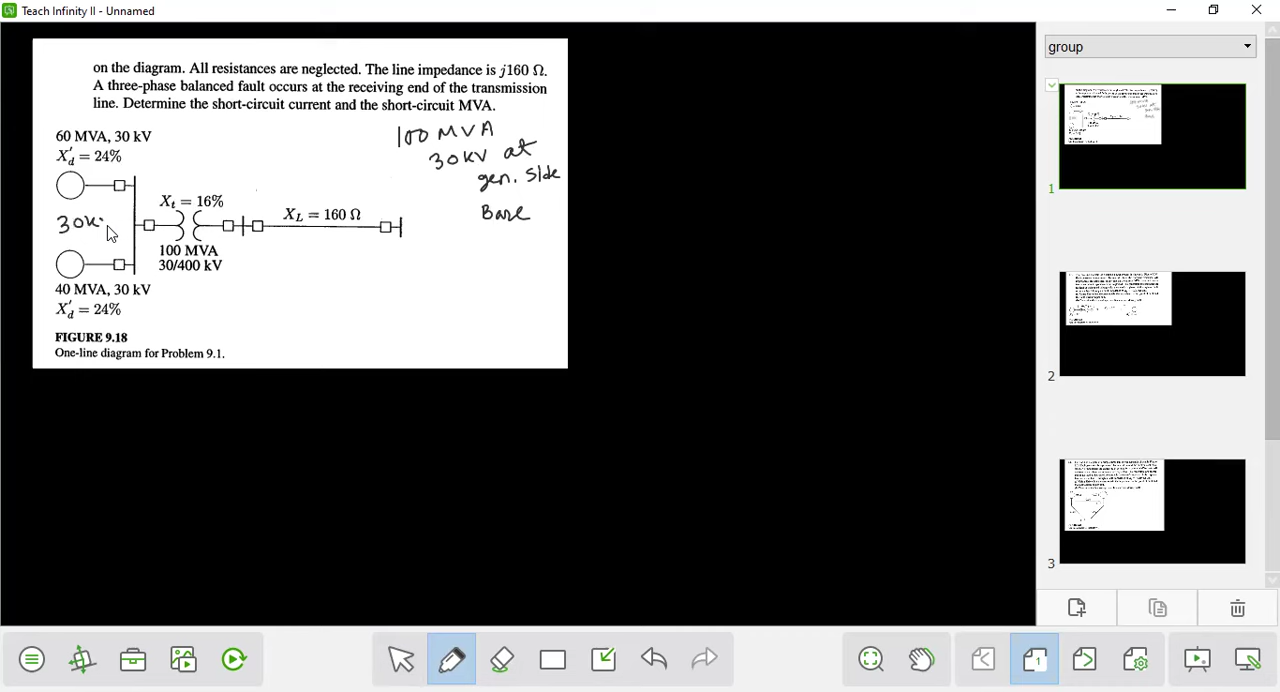 Teach Infinity II - Unnamed
group
on the diagram. All resistances are neglected. The line impedance is j160 Ω.
A three-phase balanced fault occurs at the receiving end of the transmission
line. Determine the short-circuit current and the short-circuit MVA.
100 MVA
30kv at
gen. side
Base
60 MVA, 30 kV
X′d = 24%
Xt = 16%
XL = 160 Ω
30k
100 MVA
30/400 kV
40 MVA, 30 kV
X′d = 24%
FIGURE 9.18
One-line diagram for Problem 9.1.
1
2
3
1